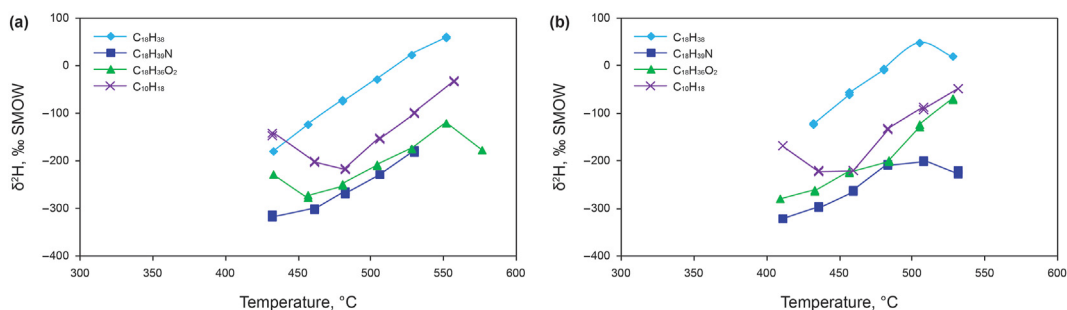 (a)
100
0
−100
−200
−300
−400
δ²H, ‰ SMOW
C₁₈H₃₈
C₁₈H₃₉N
C₁₈H₃₆O₂
C₁₀H₁₈
300 350 400 450 500 550 600
Temperature, °C
(b)
100
0
−100
−200
−300
−400
δ²H, ‰ SMOW
C₁₈H₃₈
C₁₈H₃₉N
C₁₈H₃₆O₂
C₁₀H₁₈
300 350 400 450 500 550 600
Temperature, °C